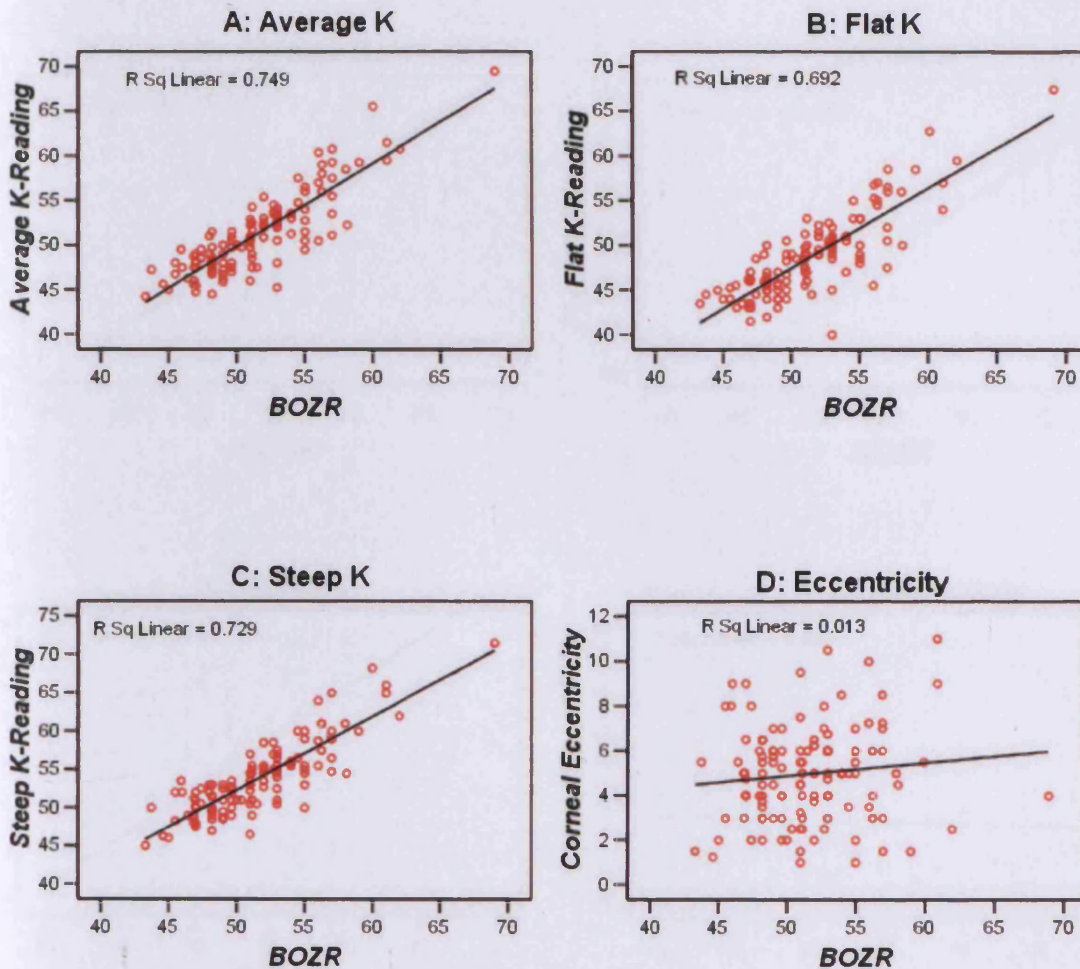 A: Average K
R Sq Linear = 0.749
Average K-Reading
70
65
60
55
50
45
40
40 45 50 55 60 65 70
BOZR
B: Flat K
R Sq Linear = 0.692
Flat K-Reading
70
65
60
55
50
45
40
40 45 50 55 60 65 70
BOZR
C: Steep K
R Sq Linear = 0.729
Steep K-Reading
75
70
65
60
55
50
45
40
40 45 50 55 60 65 70
BOZR
D: Eccentricity
R Sq Linear = 0.013
Corneal Eccentricity
12
10
8
6
4
2
0
40 45 50 55 60 65 70
BOZR